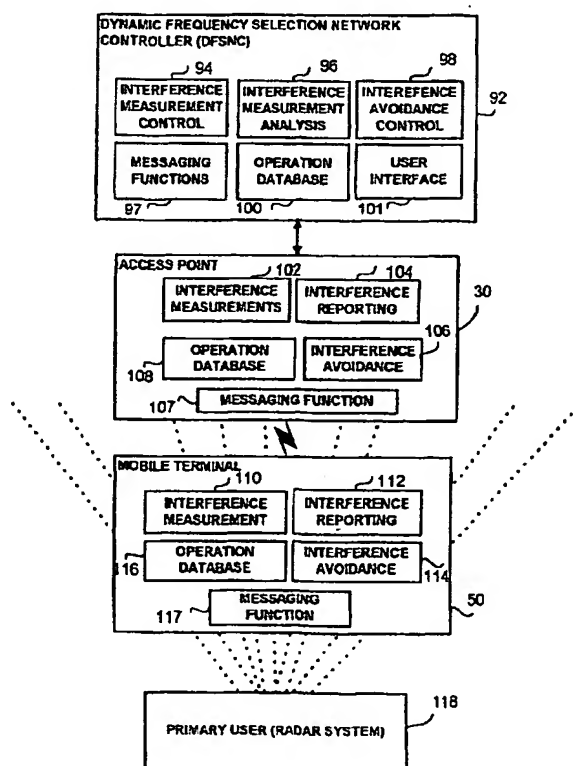 DYNAMIC FREQUENCY SELECTION NETWORK
CONTROLLER (DFSNC)
94
96
98
92
INTERFERENCE
MEASUREMENT
CONTROL
INTERFERENCE
MEASUREMENT
ANALYSIS
INTEREFENCE
AVOIDANCE
CONTROL
MESSAGING
FUNCTIONS
OPERATION
DATABASE
USER
INTERFACE
97
100
101
ACCESS POINT
102
104
30
INTERFERENCE
MEASUREMENTS
INTERFERENCE
REPORTING
106
OPERATION
DATABASE
INTERFERENCE
AVOIDANCE
108
107
MESSAGING FUNCTION
MOBILE TERMINAL
110
112
INTERFERENCE
MEASUREMENT
INTERFERENCE
REPORTING
OPERATION
DATABASE
INTERFERENCE
AVOIDANCE
116
114
117
MESSAGING
FUNCTION
50
PRIMARY USER (RADAR SYSTEM)
118